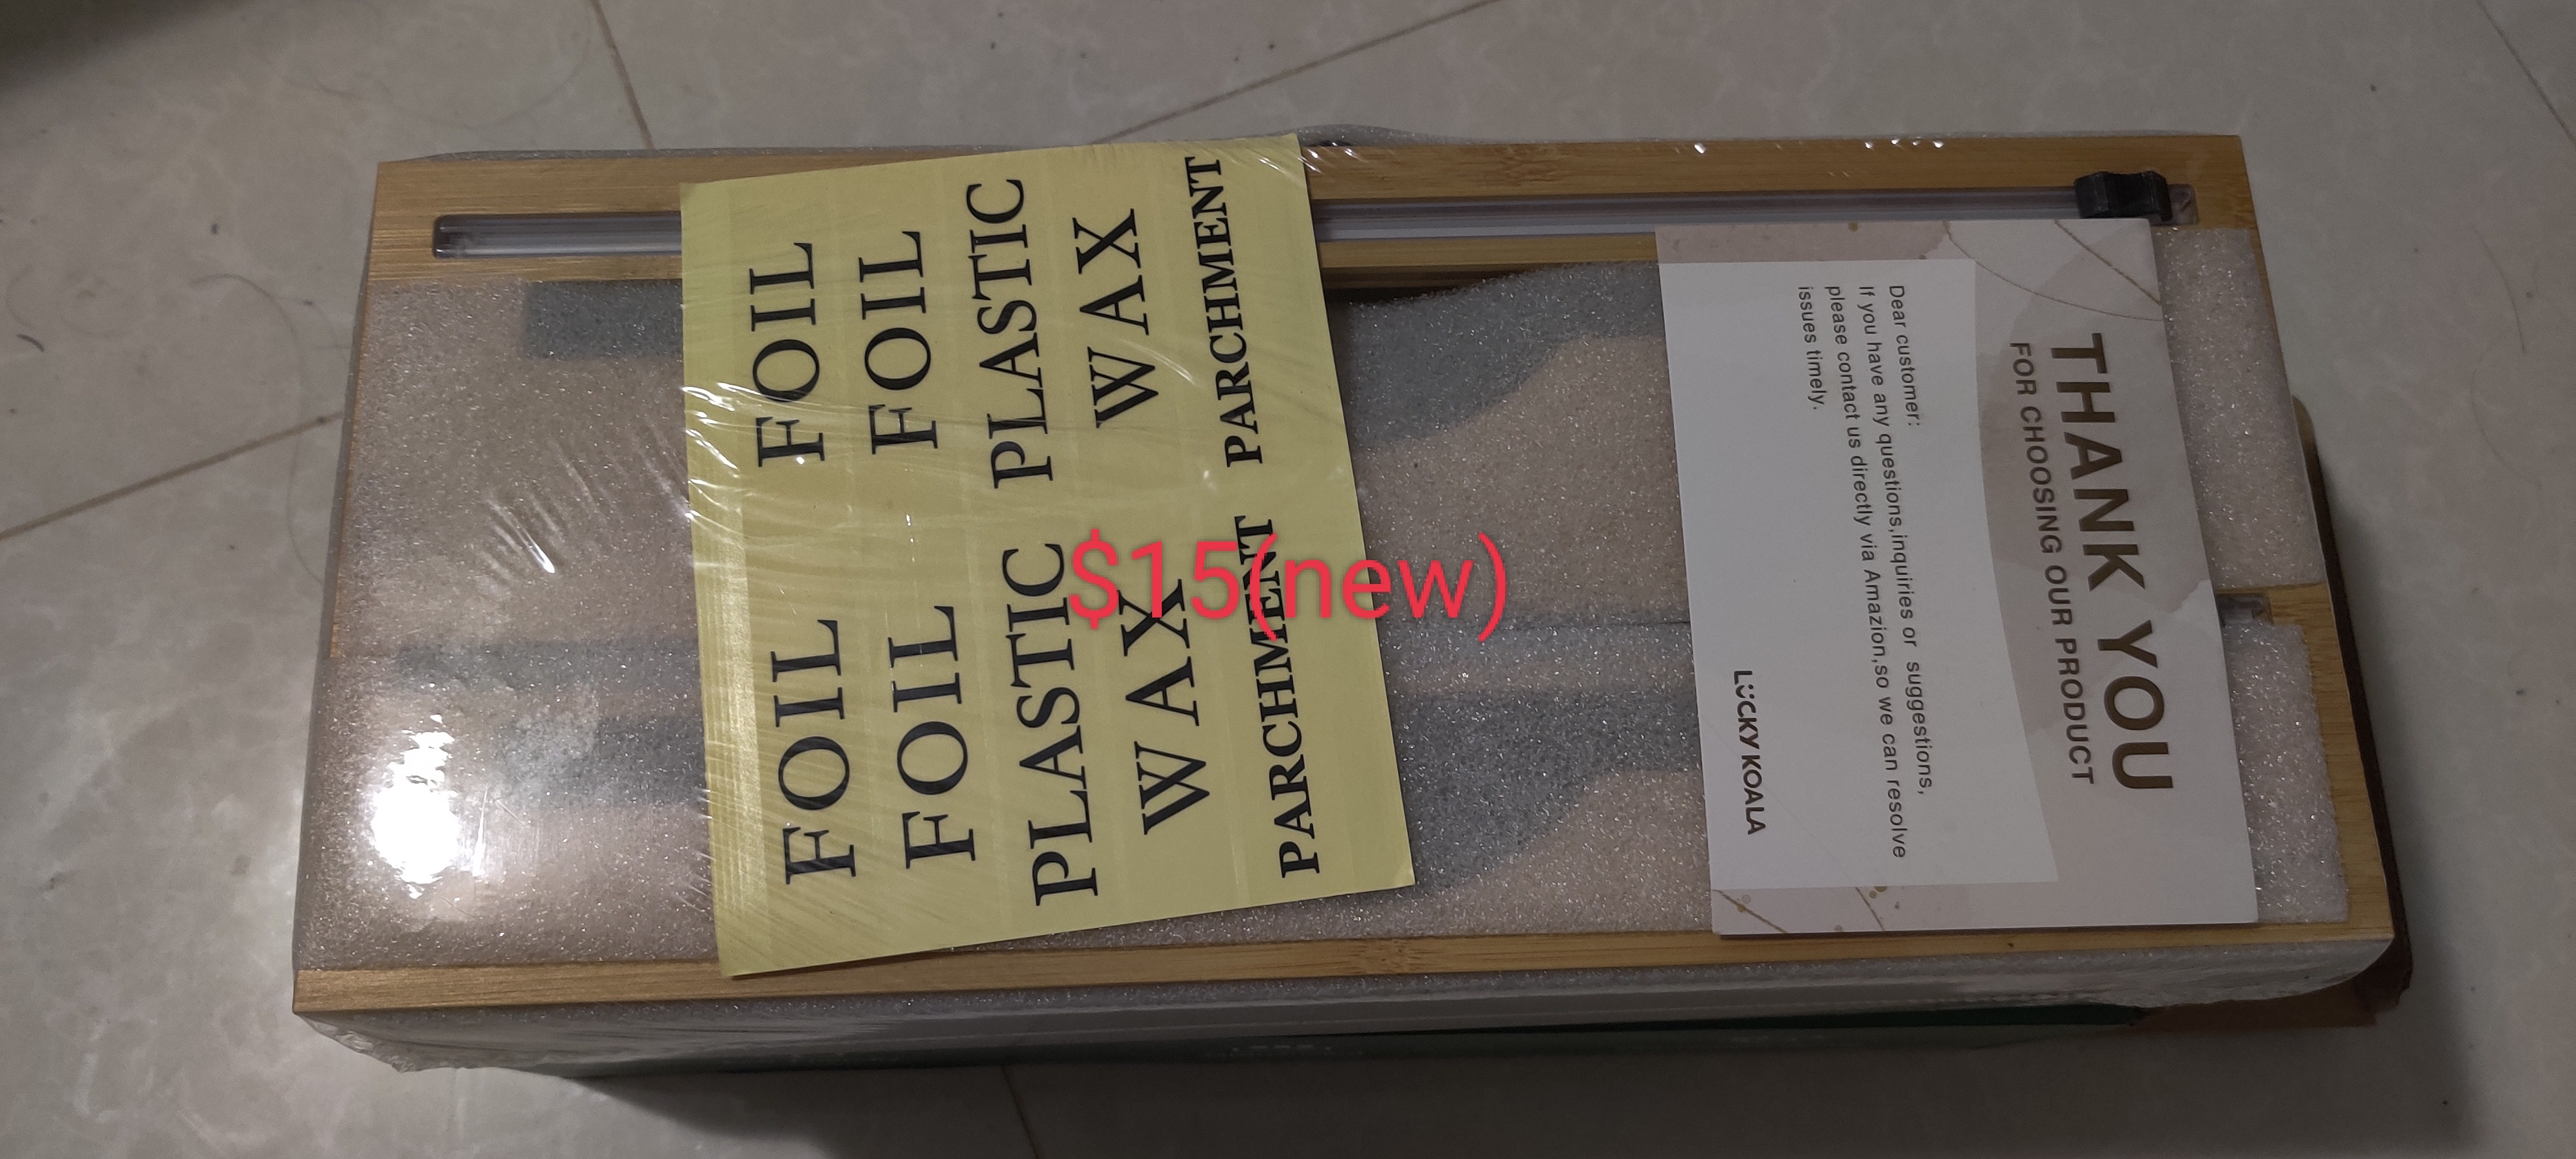 FOIL FOIL
FOIL FOIL
PLASTIC PLASTIC
WAX WAX
PARCHMENT PARCHMENT
$15(new)
THANK YOU
FOR CHOOSING OUR PRODUCT
Dear customer:
If you have any questions,inquiries or suggestions,
please contact us directly via Amazion,so we can resolve
issues timely.
LUCKY KOALA